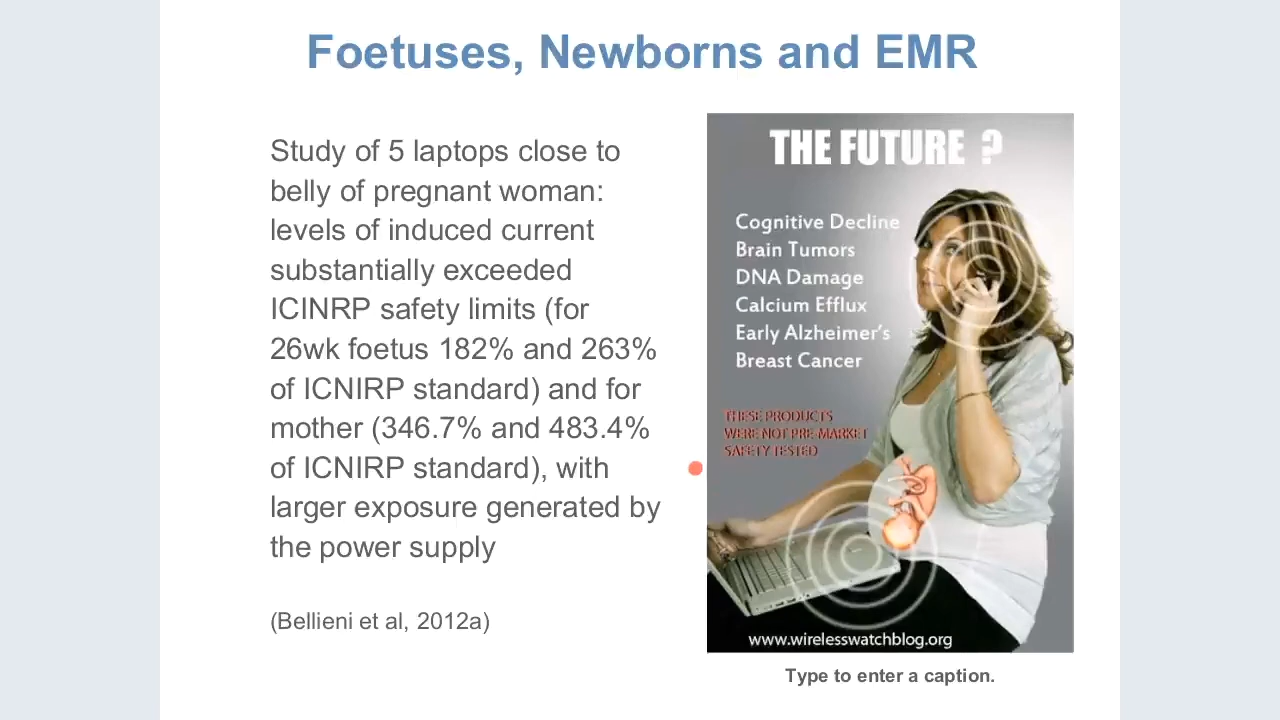 Foetuses, Newborns and EMR
Study of 5 laptops close to
belly of pregnant woman:
levels of induced current
substantially exceeded
ICINRP safety limits (for
26wk foetus 182% and 263%
of ICNIRP standard) and for
mother (346.7% and 483.4%
of ICNIRP standard), with
larger exposure generated by
the power supply
(Bellieni et al, 2012a)
THE FUTURE ?
Cognitive Decline
Brain Tumors
DNA Damage
Calcium Efflux
Early Alzheimer's
Breast Cancer
THESE PRODUCTS
WERE NOT PRE-MARKET
SAFETY TESTED
www.wirelesswatchblog.org
Type to enter a caption.